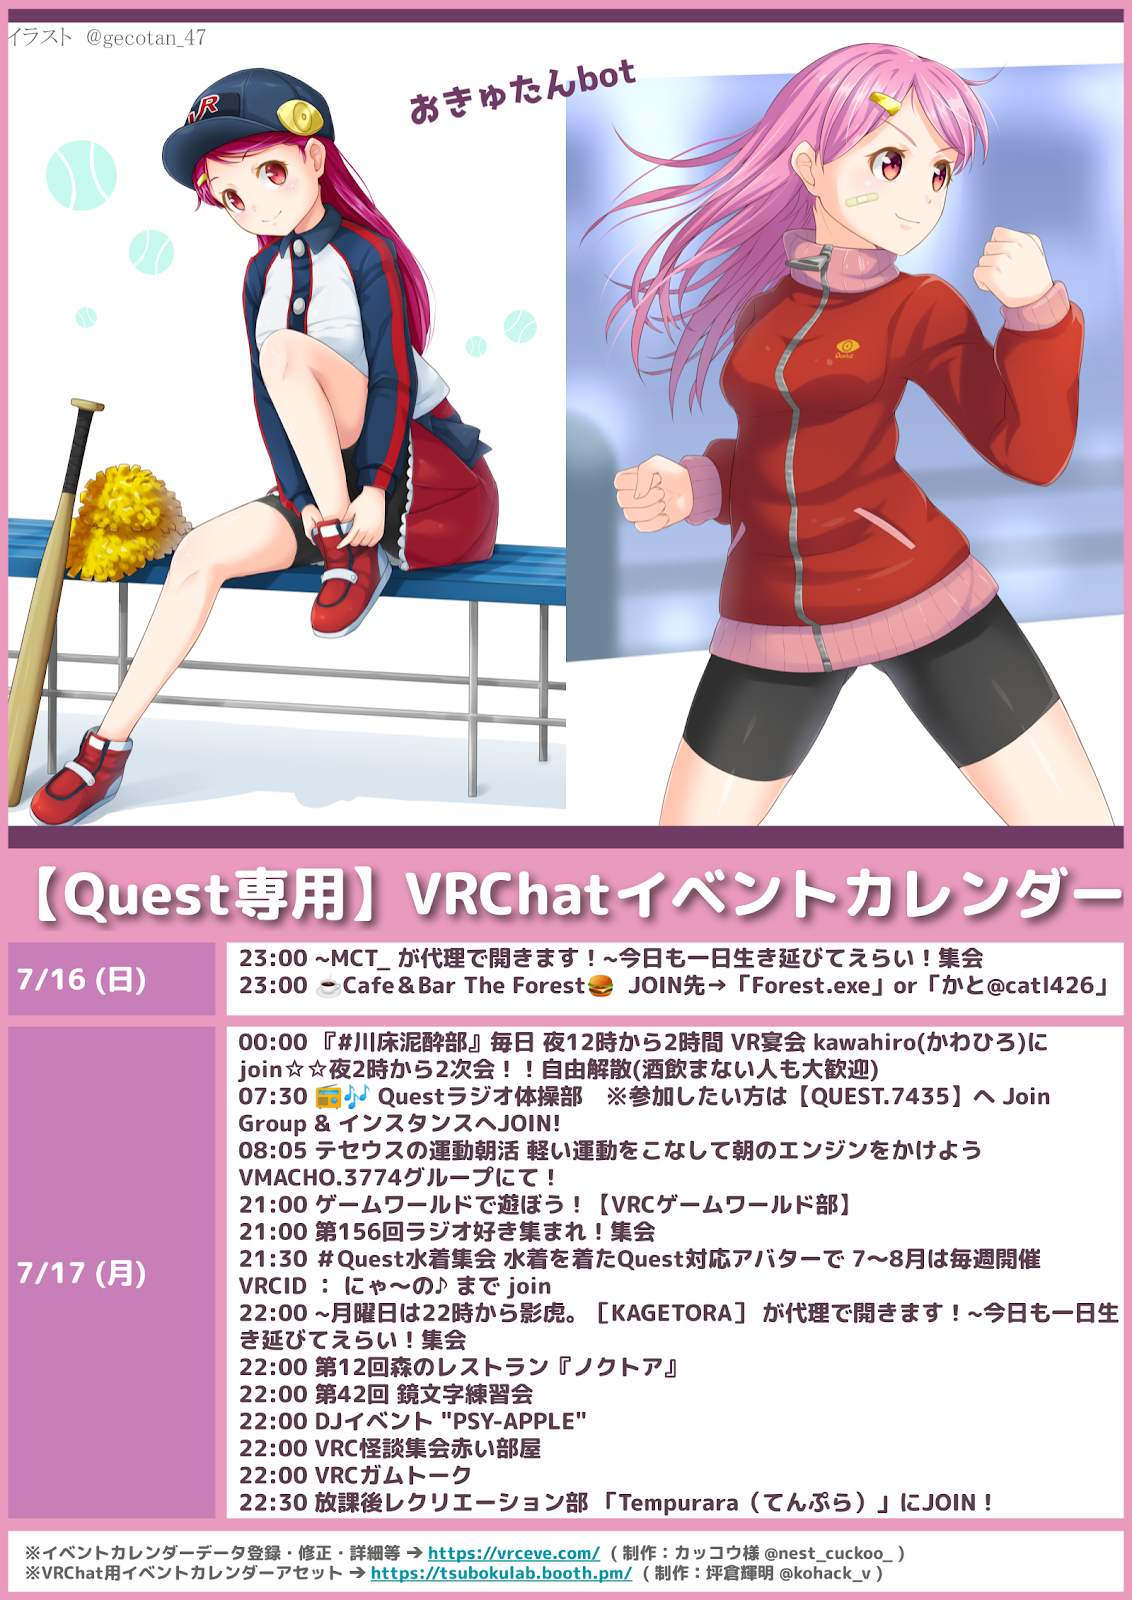 イラスト　@gecotan_47
おきゅたんbot
VR
Quest
【Quest専用】VRChatイベントカレンダー
7/16 (日)
23:00 ~MCT_ が代理で開きます！~今日も一日生き延びてえらい！集会
23:00 ☕Cafe＆Bar The Forest🍔 JOIN先→「Forest.exe」or「かと@catl426」
7/17 (月)
00:00 『#川床泥酔部』毎日 夜12時から2時間 VR宴会 kawahiro(かわひろ)に
join☆☆夜2時から2次会！！自由解散(酒飲まない人も大歓迎)
07:30 📻🎶 Questラジオ体操部　※参加したい方は【QUEST.7435】へ Join
Group & インスタンスへJOIN!
08:05 テセウスの運動朝活 軽い運動をこなして朝のエンジンをかけよう
VMACHO.3774グループにて！
21:00 ゲームワールドで遊ぼう！【VRCゲームワールド部】
21:00 第156回ラジオ好き集まれ！集会
21:30 ＃Quest水着集会 水着を着たQuest対応アバターで 7～8月は毎週開催
VRCID ： にゃ～の♪ まで join
22:00 ~月曜日は22時から影虎。［KAGETORA］ が代理で開きます！~今日も一日生
き延びてえらい！集会
22:00 第12回森のレストラン『ノクトア』
22:00 第42回 鏡文字練習会
22:00 DJイベント "PSY-APPLE"
22:00 VRC怪談集会赤い部屋
22:00 VRCガムトーク
22:30 放課後レクリエーション部 「Tempurara（てんぷら）」にJOIN！
※イベントカレンダーデータ登録・修正・詳細等 → https://vrceve.com/ （ 制作：カッコウ様 @nest_cuckoo_ ）
※VRChat用イベントカレンダーアセット → https://tsubokulab.booth.pm/ （ 制作：坪倉輝明 @kohack_v ）